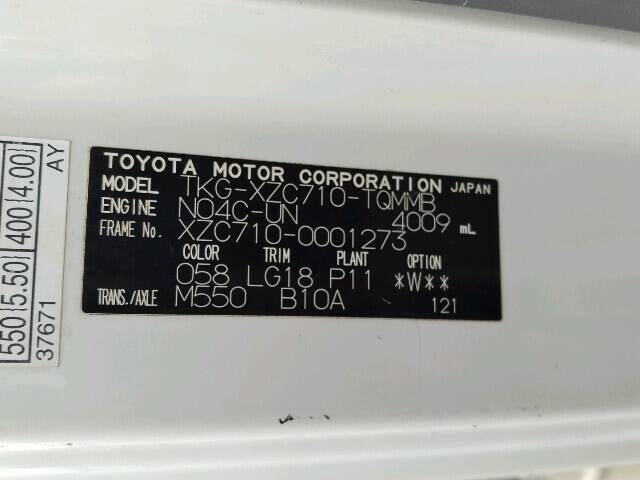 TOYOTA MOTOR CORPORATION JAPAN
MODEL TKG-XZC710-TQMMB
ENGINE N04C-UN 4009 mL
FRAME No. XZC710-0001273
COLOR TRIM PLANT OPTION
058 LG18 P11 *W**
TRANS./AXLE M550 B10A 121
550 5.50 400 4.00
37671 AY